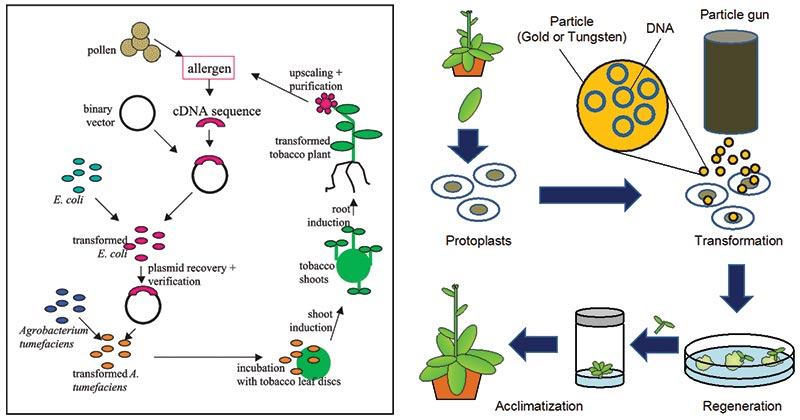 pollen
allergen
cDNA sequence
binary
vector
E. coli
transformed
E. coli
plasmid recovery +
verification
Agrobacterium
tumefaciens
transformed A.
tumefaciens
incubation
with tobacco leaf discs
shoot
induction
tobacco
shoots
root
induction
transformed
tobacco plant
upscaling +
purification
Particle
(Gold or Tungsten)
DNA
Particle gun
Protoplasts
Transformation
Regeneration
Acclimatization